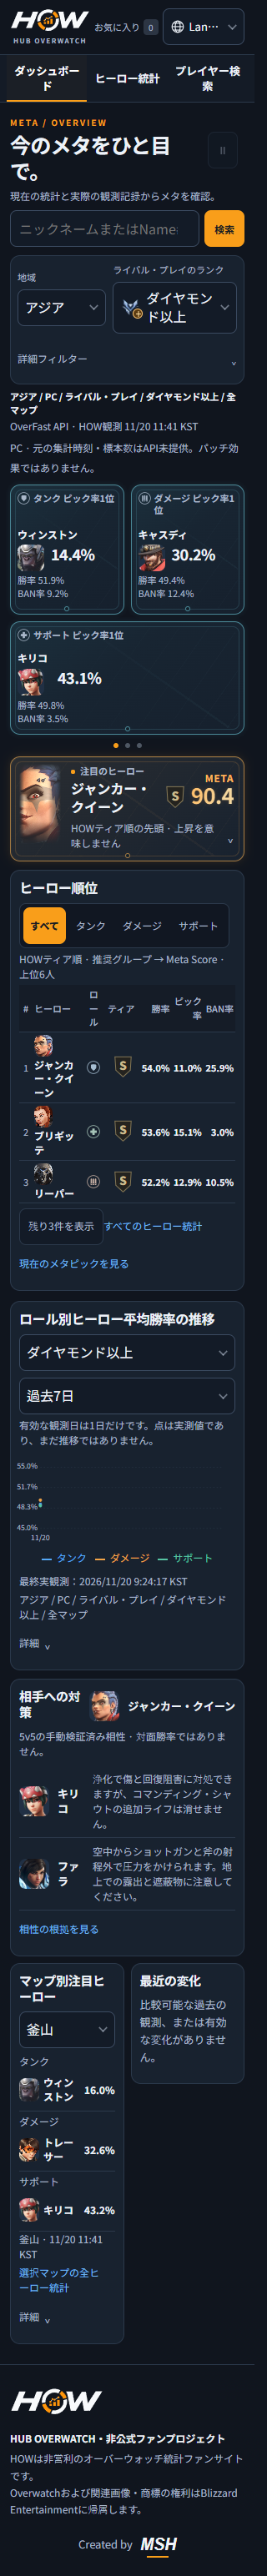 HOW
HUB OVERWATCH
お気に入り 0
Lan…
ダッシュボー
ド
ヒーロー統計
プレイヤー検
索
META / OVERVIEW
今のメタをひと目
で。
現在の統計と実際の観測記録からメタを確認。
ニックネームまたはName
検索
地域
アジア
ライバル・プレイのランク
ダイヤモン
ド以上
詳細フィルター
アジア / PC / ライバル・プレイ / ダイヤモンド以上 / 全
マップ
OverFast API · HOW観測 11/20 11:41 KST
PC · 元の集計時刻・標本数はAPI未提供。パッチ効
果ではありません。
タンク ピック率1位
ウィンストン
14.4%
勝率 51.9%
BAN率 9.2%
ダメージ ピック率1
位
キャスディ
30.2%
勝率 49.4%
BAN率 12.4%
サポート ピック率1位
キリコ
43.1%
勝率 49.8%
BAN率 3.5%
注目のヒーロー
ジャンカー・
クイーン
HOWティア順の先頭 · 上昇を意
味しません
META
S 90.4
ヒーロー順位
すべて タンク ダメージ サポート
HOWティア順 · 推奨グループ → Meta Score ·
上位6人
# ヒーロー ロール ティア 勝率 ピック率 BAN率
1 ジャンカー・クイーン S 54.0% 11.0% 25.9%
2 ブリギッテ S 53.6% 15.1% 3.0%
3 リーパー S 52.2% 12.9% 10.5%
残り3件を表示 すべてのヒーロー統計
現在のメタピックを見る
ロール別ヒーロー平均勝率の推移
ダイヤモンド以上
過去7日
有効な観測日は1日だけです。点は実測値であ
り、まだ推移ではありません。
55.0%
51.7%
48.3%
45.0%
11/20
タンク ダメージ サポート
最終実観測：2026/11/20 9:24:17 KST
アジア / PC / ライバル・プレイ / ダイヤモンド
以上 / 全マップ
詳細
相手への対
策
ジャンカー・クイーン
5v5の手動検証済み相性 · 対面勝率ではありま
せん。
キリ
コ
浄化で傷と回復阻害に対処でき
ますが、コマンディング・シャ
ウトの追加ライフは消せませ
ん。
ファ
ラ
空中からショットガンと斧の射
程外で圧力をかけられます。地上
での露出と遮蔽物に注意して
ください。
相性の根拠を見る
マップ別注目ヒ
ーロー
釜山
タンク
ウィン
ストン
16.0%
ダメージ
トレー
サー
32.6%
サポート
キリコ 43.2%
釜山 · 11/20 11:41
KST
選択マップの全ヒ
ーロー統計
詳細
最近の変化
比較可能な過去の
観測、または有効
な変化がありませ
ん。
HOW
HUB OVERWATCH · 非公式ファンプロジェクト
HOWは非営利のオーバーウォッチ統計ファンサイト
です。
Overwatchおよび関連画像・商標の権利はBlizzard
Entertainmentに帰属します。
Created by MSH